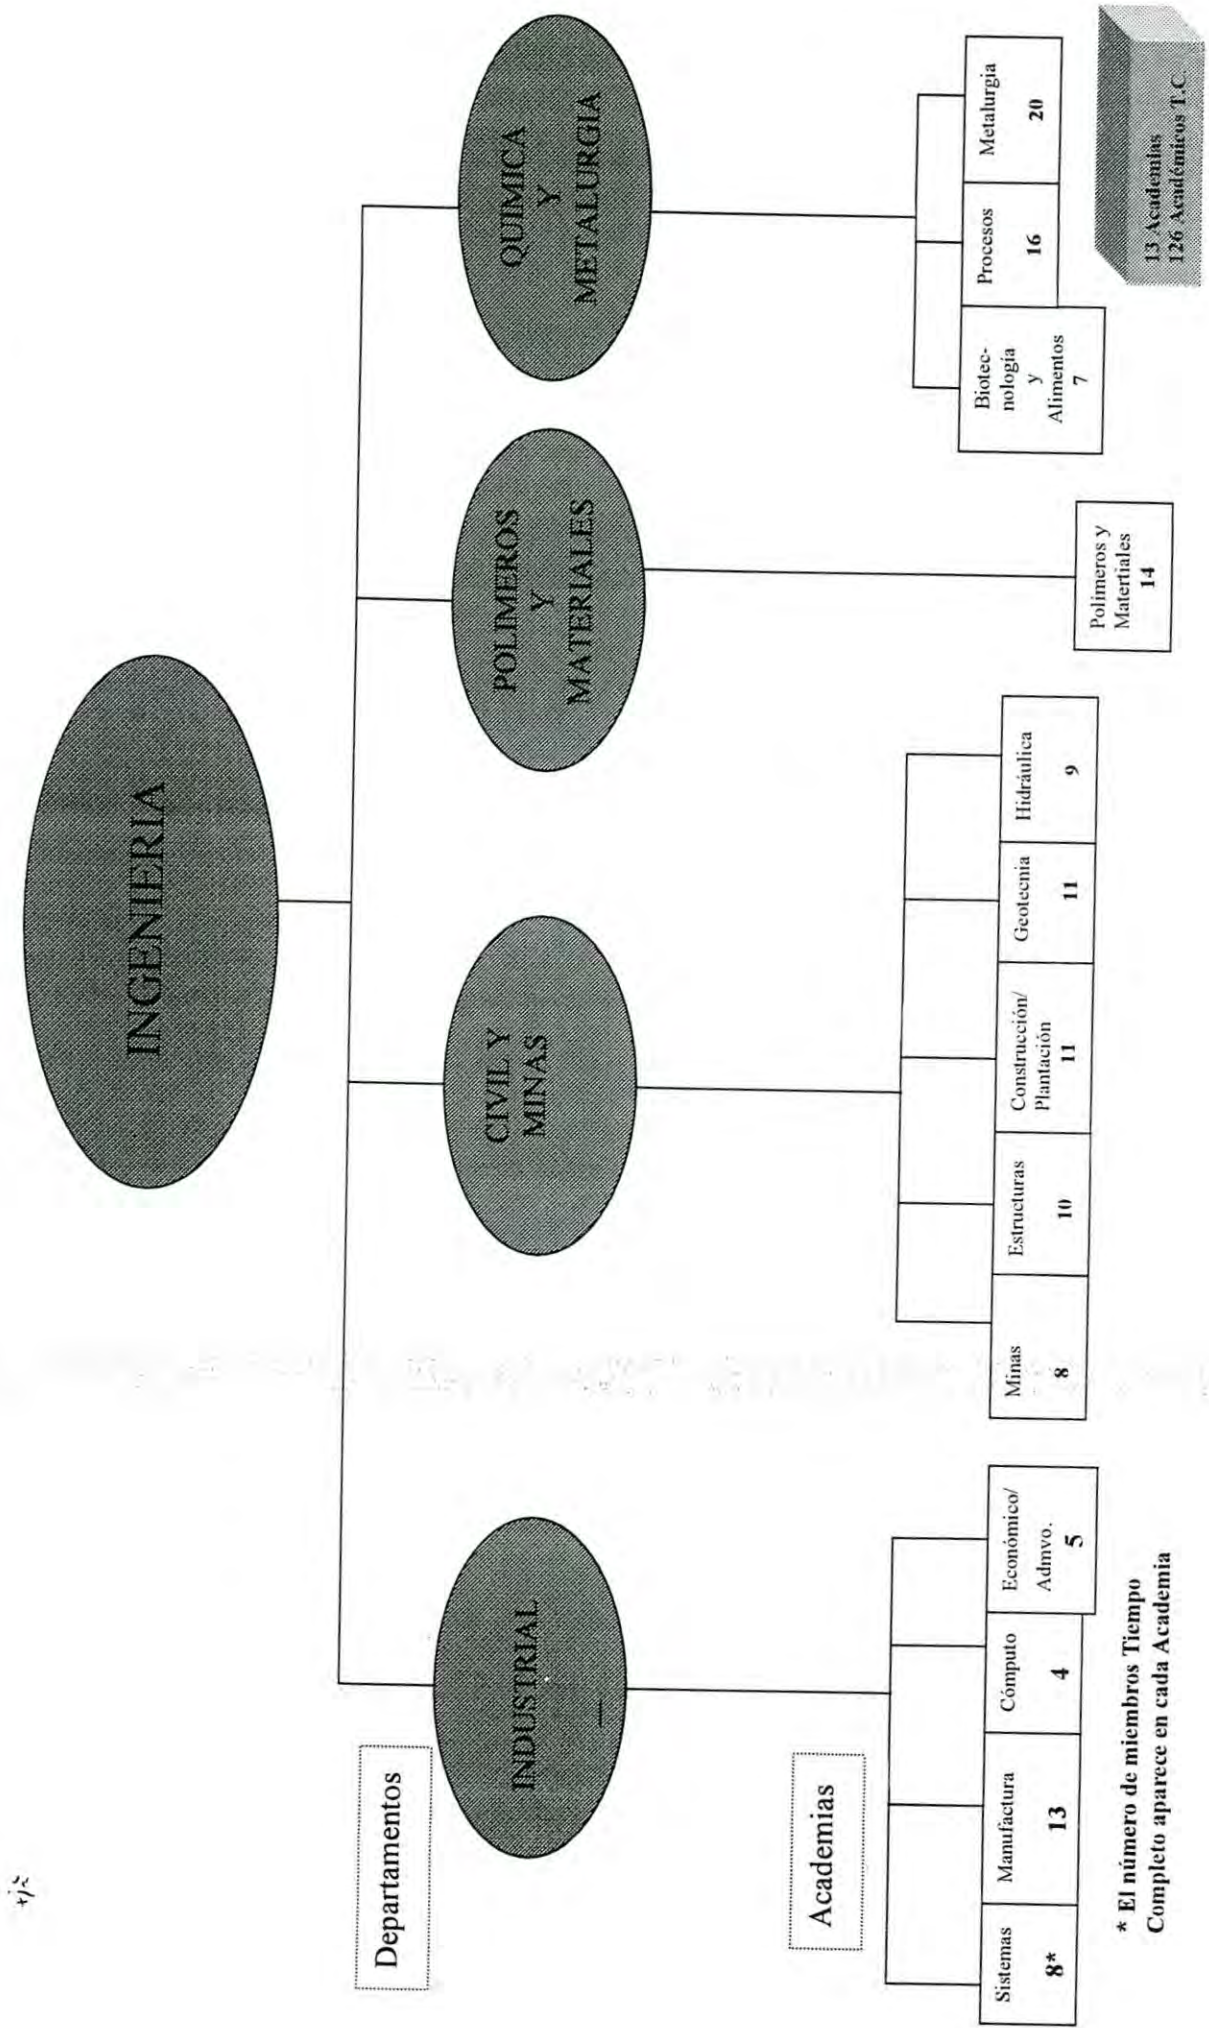 INGENIERIA
Departamentos
INDUSTRIAL
CIVIL Y
MINAS
POLIMEROS
Y
MATERIALES
QUIMICA
Y
METALURGIA
Academias
Sistemas
8*
Manufactura
13
Cómputo
4
Económico/
Admvo.
5
Minas
8
Estructuras
10
Construcción/
Plantación
11
Geotecnia
11
Hidráulica
9
Polimeros y
Matertiales
14
Biotec-
nología
y
Alimentos
7
Procesos
16
Metalurgia
20
* El número de miembros Tiempo
Completo aparece en cada Academia
13 Academias
126 Académicos T.C.